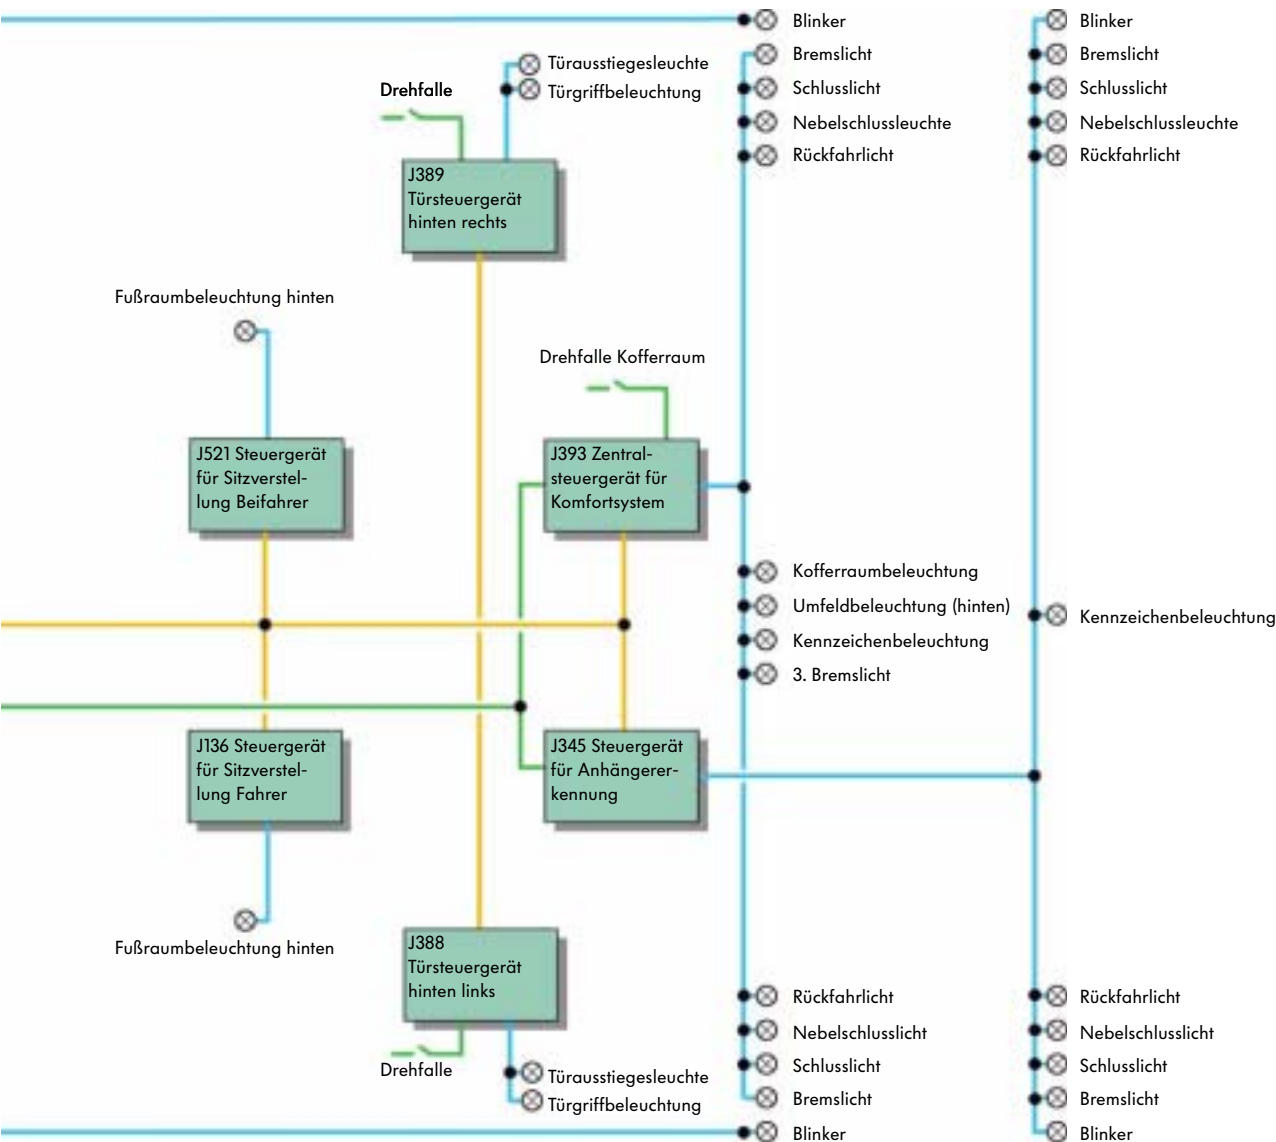 Blinker
Bremslicht
Schlusslicht
Nebelschlussleuchte
Rückfahrlicht
Blinker
Bremslicht
Schlusslicht
Nebelschlussleuchte
Rückfahrlicht
Türausstiegesleuchte
Türgriffbeleuchtung
Drehfalle
J389
Türsteuergerät
hinten rechts
Fußraumbeleuchtung hinten
Drehfalle Kofferraum
J521 Steuergerät
für Sitzverstel-
lung Beifahrer
J393 Zentral-
steuergerät für
Komfortsystem
Kofferraumbeleuchtung
Umfeldbeleuchtung (hinten)
Kennzeichenbeleuchtung
3. Bremslicht
Kennzeichenbeleuchtung
J136 Steuergerät
für Sitzverstel-
lung Fahrer
J345 Steuergerät
für Anhängerer-
kennung
Fußraumbeleuchtung hinten
J388
Türsteuergerät
hinten links
Drehfalle
Türausstiegesleuchte
Türgriffbeleuchtung
Rückfahrlicht
Nebelschlusslicht
Schlusslicht
Bremslicht
Blinker
Rückfahrlicht
Nebelschlusslicht
Schlusslicht
Bremslicht
Blinker